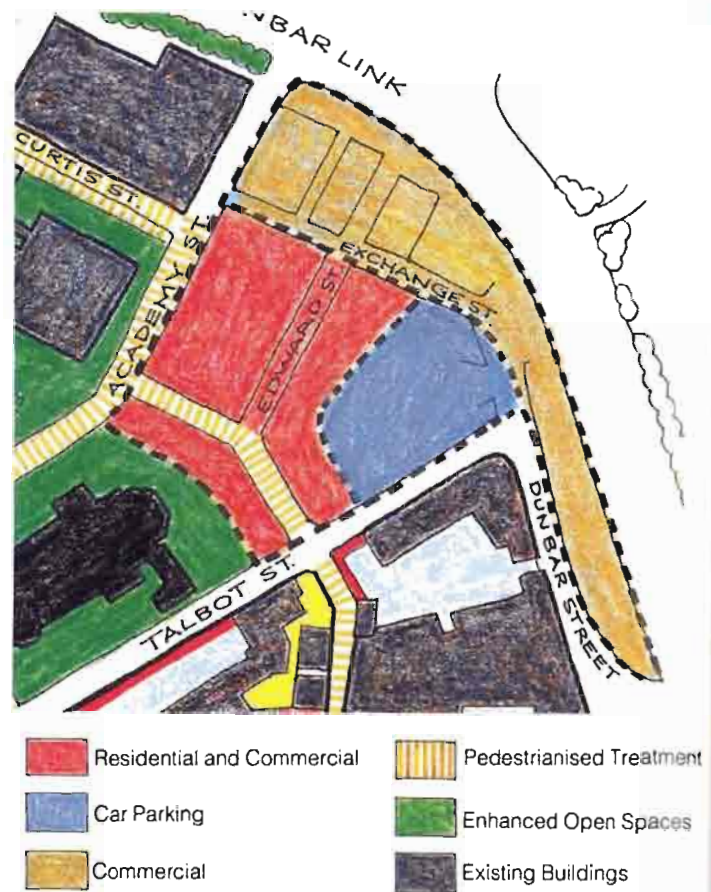 NBAR LINK
CURTIS ST.
ACADEMY ST.
EXCHANGE ST.
EDWARD ST.
DUNBAR STREET
TALBOT ST.
Residential and Commercial
Pedestrianised Treatment
Car Parking
Enhanced Open Spaces
Commercial
Existing Buildings